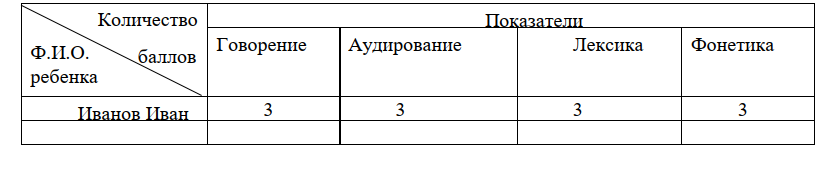 Количество
баллов
Ф.И.О.
ребенка
Показатели
Говорение Аудирование Лексика Фонетика
Иванов Иван 3 3 3 3